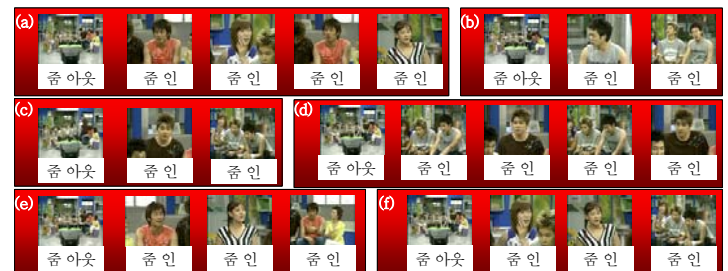 (a)
줌 아웃 줌 인 줌 인 줌 인 줌 인
(b)
줌 아웃 줌 인 줌 인
(c)
줌 아웃 줌 인 줌 인
(d)
줌 아웃 줌 인 줌 인 줌 인 줌 인
(e)
줌 아웃 줌 인 줌 인 줌 인
(f)
줌 아웃 줌 인 줌 인 줌 인